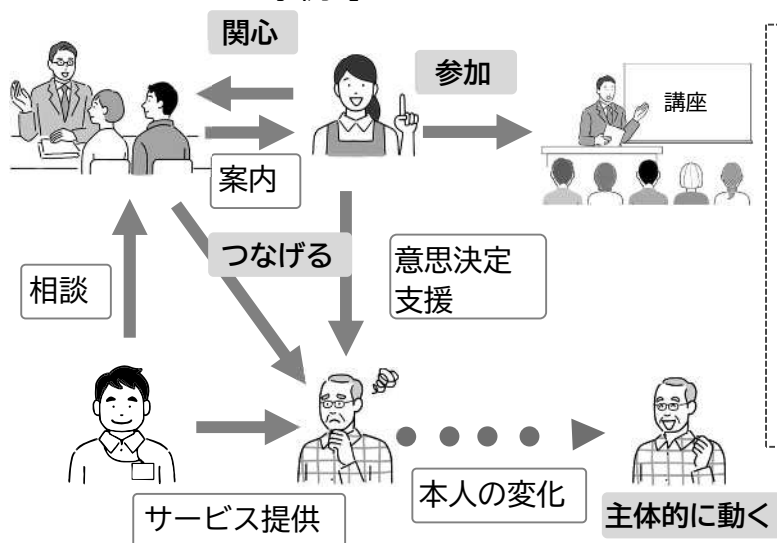 関心
参加
講座
案内
つなげる
意思決定
支援
相談
本人の変化
サービス提供
主体的に動く